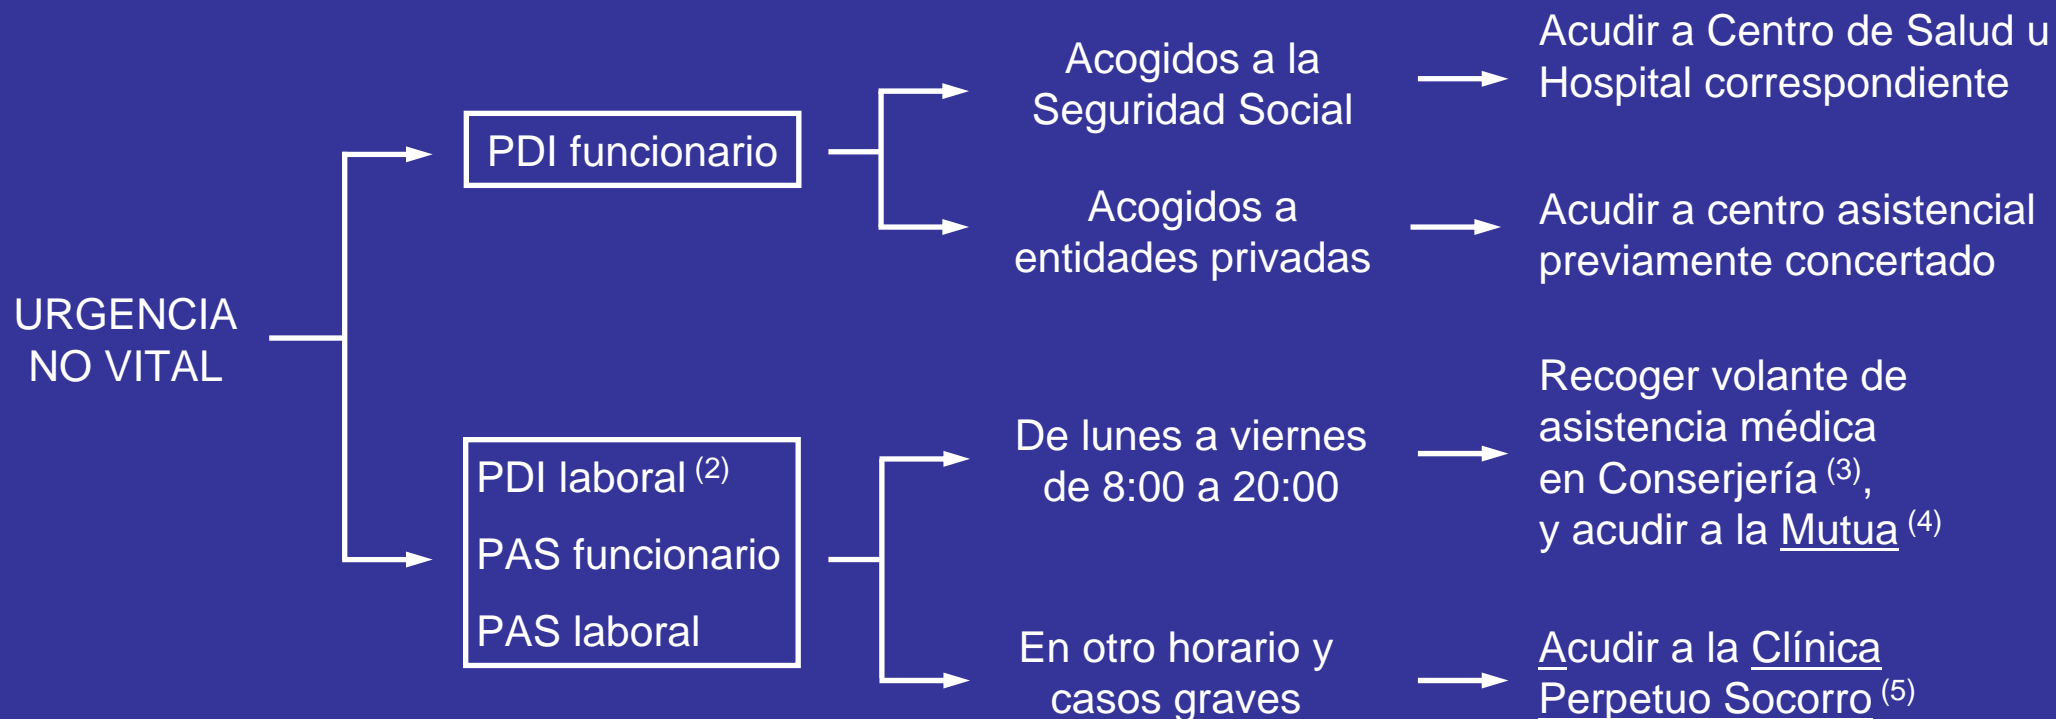 URGENCIA
NO VITAL
PDI funcionario
Acogidos a la
Seguridad Social
Acudir a Centro de Salud u
Hospital correspondiente
Acogidos a
entidades privadas
Acudir a centro asistencial
previamente concertado
PDI laboral (2)
PAS funcionario
PAS laboral
De lunes a viernes
de 8:00 a 20:00
Recoger volante de
asistencia médica
en Conserjería (3),
y acudir a la Mutua (4)
En otro horario y
casos graves
Acudir a la Clínica
Perpetuo Socorro (5)